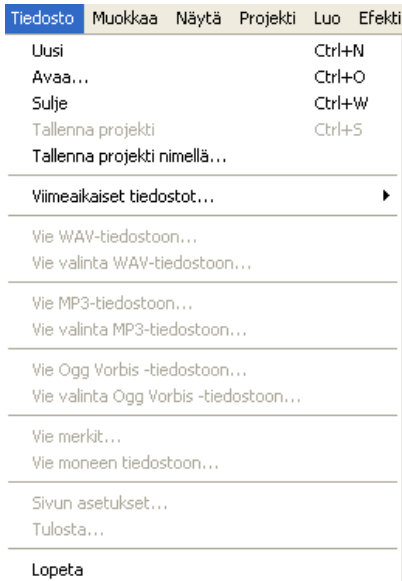 Tiedosto Muokkaa Näytä Projekti Luo Efekti
Uusi Ctrl+N
Avaa... Ctrl+O
Sulje Ctrl+W
Tallenna projekti Ctrl+S
Tallenna projekti nimellä...
Viimeaikaiset tiedostot...
Vie WAV-tiedostoon...
Vie valinta WAV-tiedostoon...
Vie MP3-tiedostoon...
Vie valinta MP3-tiedostoon...
Vie Ogg Vorbis -tiedostoon...
Vie valinta Ogg Vorbis -tiedostoon...
Vie merkit...
Vie moneen tiedostoon...
Sivun asetukset...
Tulosta...
Lopeta